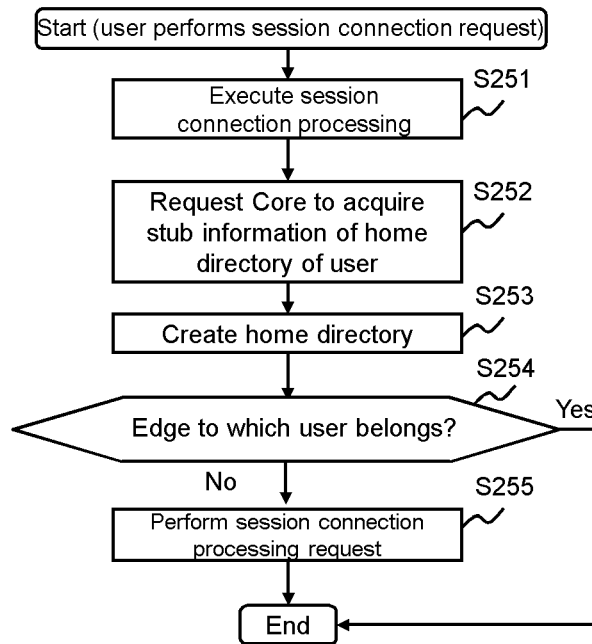 Start (user performs session connection request)
S251
Execute session
connection processing
S252
Request Core to acquire
stub information of home
directory of user
S253
Create home directory
S254
Edge to which user belongs?
Yes
No
S255
Perform session connection
processing request
End